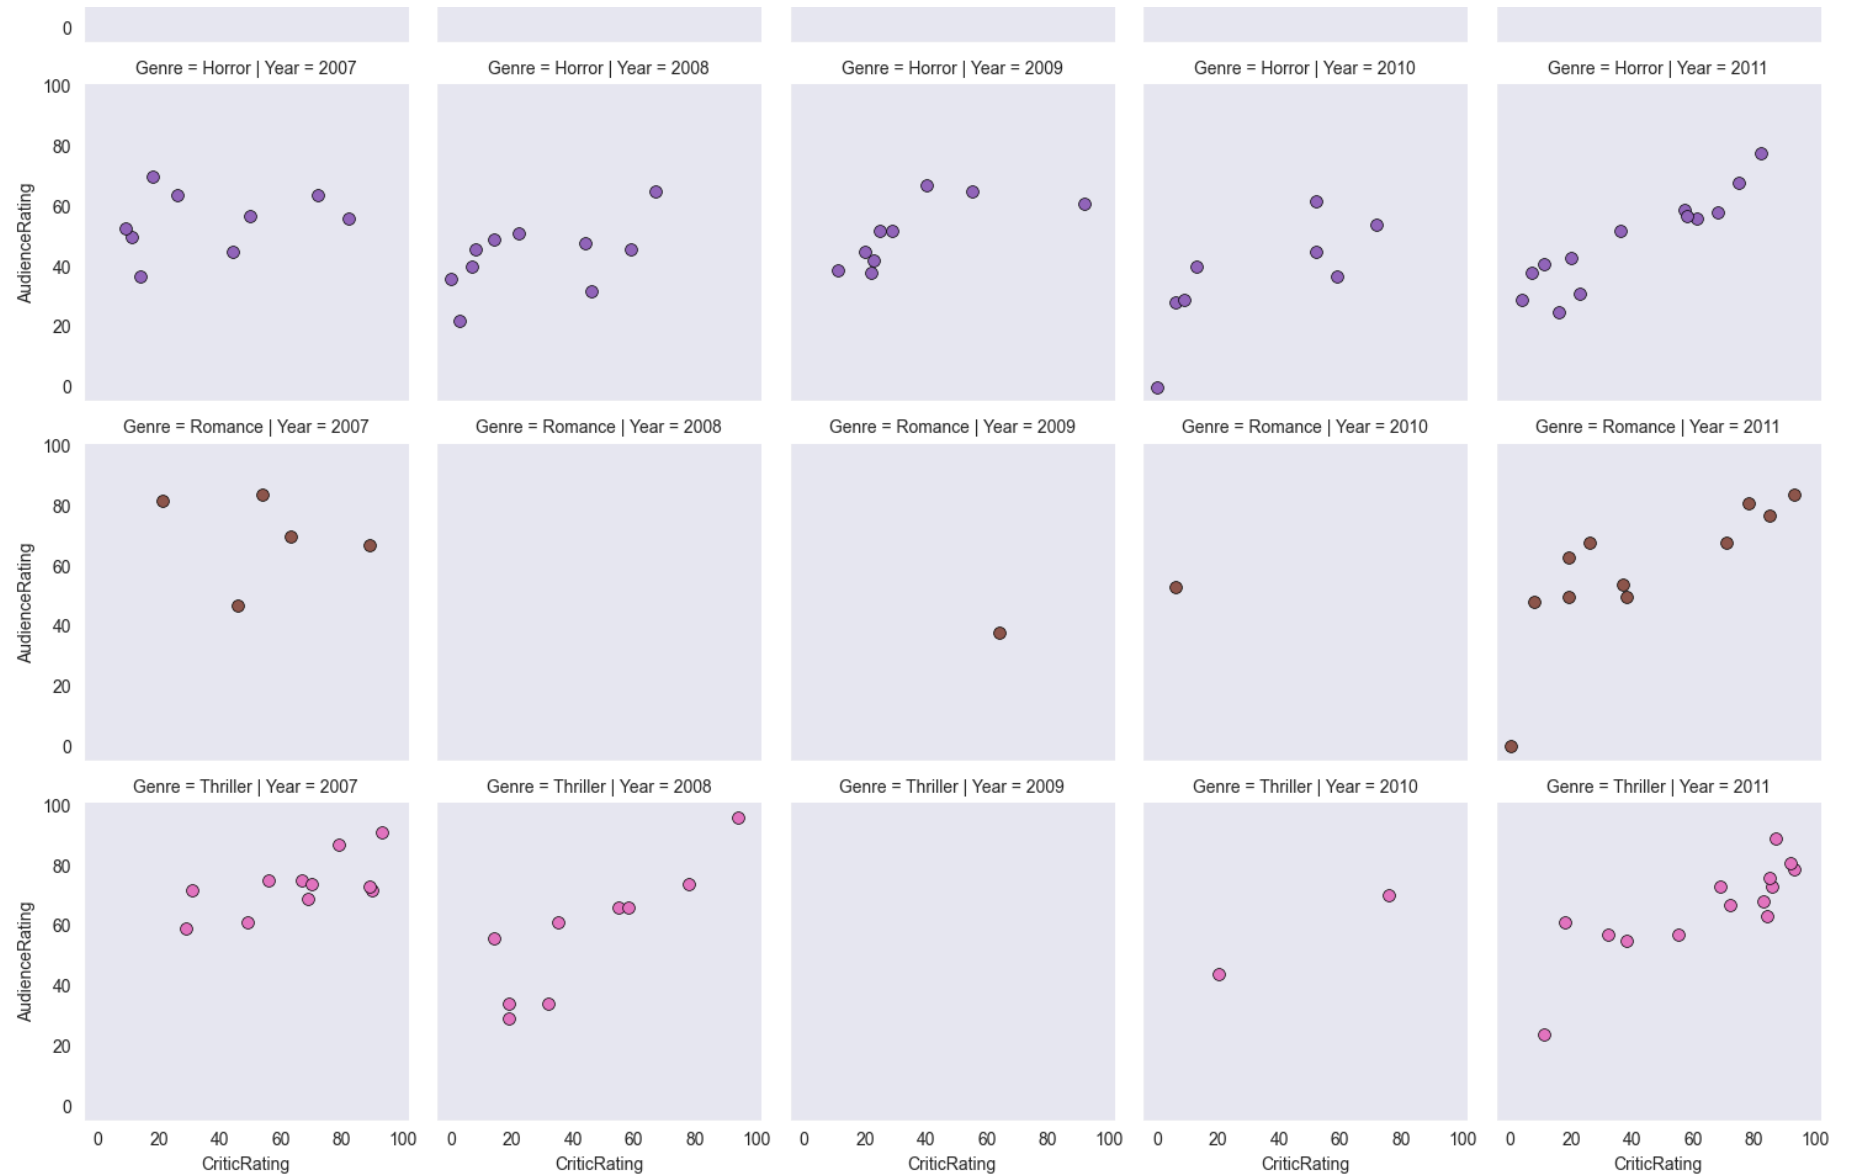 0
Genre = Horror | Year = 2007 Genre = Horror | Year = 2008 Genre = Horror | Year = 2009 Genre = Horror | Year = 2010 Genre = Horror | Year = 2011
100
80
60
40
20
0
AudienceRating
Genre = Romance | Year = 2007 Genre = Romance | Year = 2008 Genre = Romance | Year = 2009 Genre = Romance | Year = 2010 Genre = Romance | Year = 2011
100
80
60
40
20
0
AudienceRating
Genre = Thriller | Year = 2007 Genre = Thriller | Year = 2008 Genre = Thriller | Year = 2009 Genre = Thriller | Year = 2010 Genre = Thriller | Year = 2011
100
80
60
40
20
0
AudienceRating
0 20 40 60 80 100 0 20 40 60 80 100 0 20 40 60 80 100 0 20 40 60 80 100 0 20 40 60 80 100
CriticRating CriticRating CriticRating CriticRating CriticRating